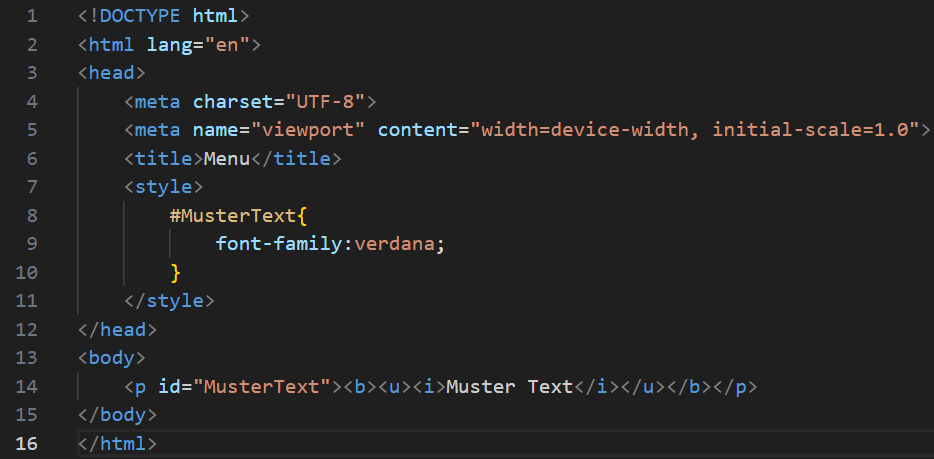 1 <!DOCTYPE html>
2 <html lang="en">
3 <head>
4     <meta charset="UTF-8">
5     <meta name="viewport" content="width=device-width, initial-scale=1.0">
6     <title>Menu</title>
7     <style>
8         #MusterText{
9             font-family:verdana;
10         }
11     </style>
12 </head>
13 <body>
14     <p id="MusterText"><b><u><i>Muster Text</i></u></b></p>
15 </body>
16 </html>